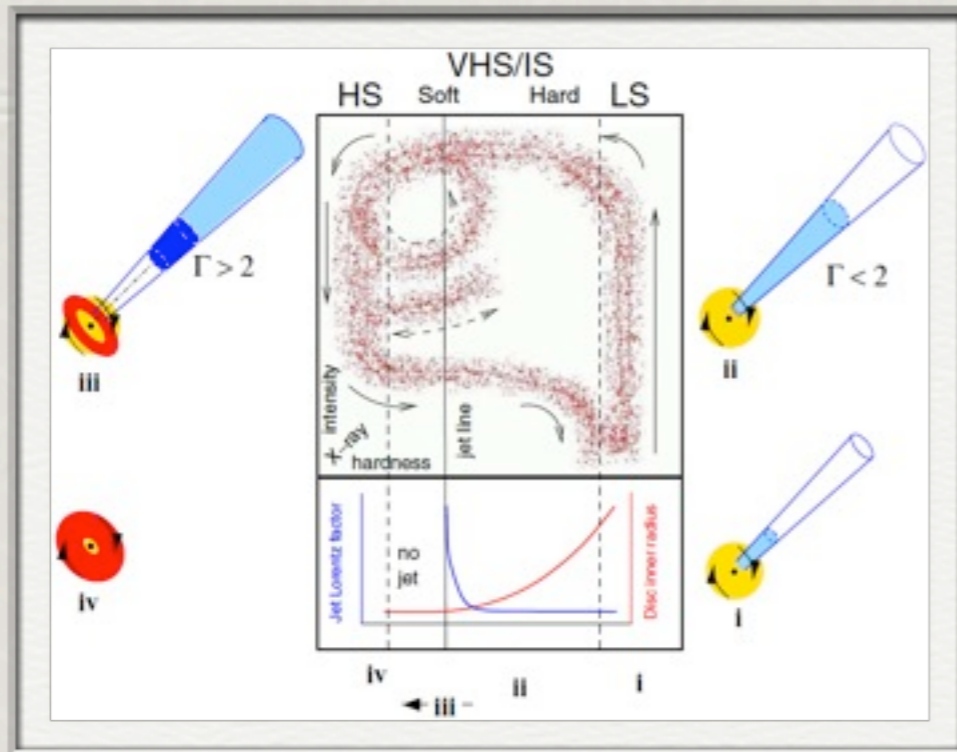 VHS/IS
HS Soft Hard LS
Γ > 2
Γ < 2
iii
ii
X-ray
intensity
hardness
jet line
Jet Lorentz factor
no
jet
Disc inner radius
iv
i
iv
ii
i
iii